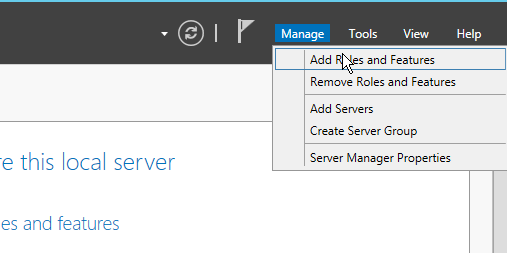 Manage Tools View Help
Add Roles and Features
Remove Roles and Features
Add Servers
Create Server Group
Server Manager Properties
re this local server
es and features